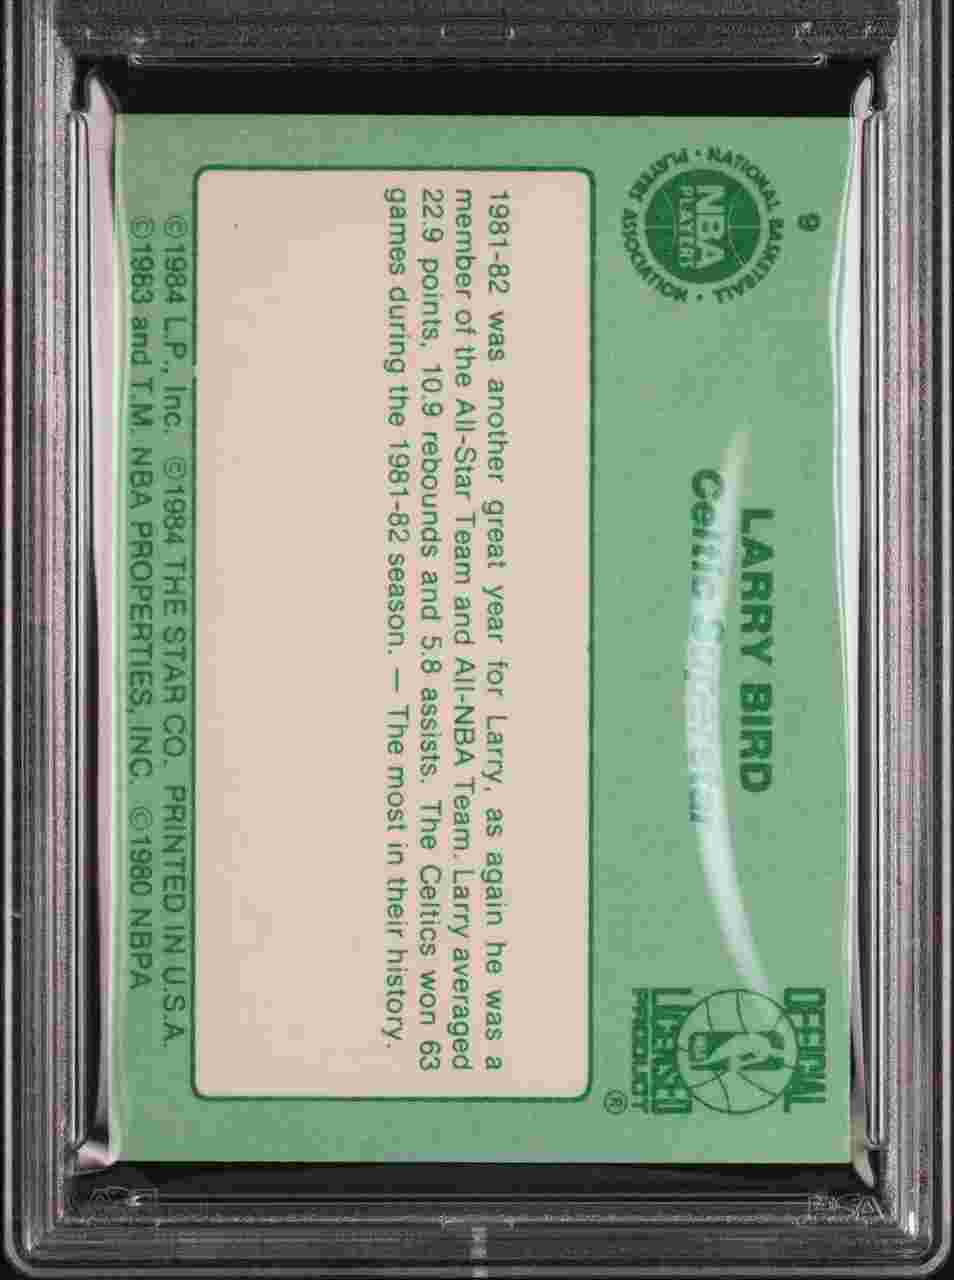 9
NATIONAL BASKETBALL
PLAYERS ASSOCIATION
NBA
PLAYERS
LARRY BIRD
Celtic Superstar
OFFICIAL
LICENSED
PRODUCT
®
1981-82 was another great year for Larry, as again he was a
member of the All-Star Team and All-NBA Team. Larry averaged
22.9 points, 10.9 rebounds and 5.8 assists. The Celtics won 63
games during the 1981-82 season. — The most in their history.
©1984 L.P., Inc. ©1984 THE STAR CO. PRINTED IN U.S.A.
©1983 and T.M. NBA PROPERTIES, INC. ©1980 NBPA
PSA